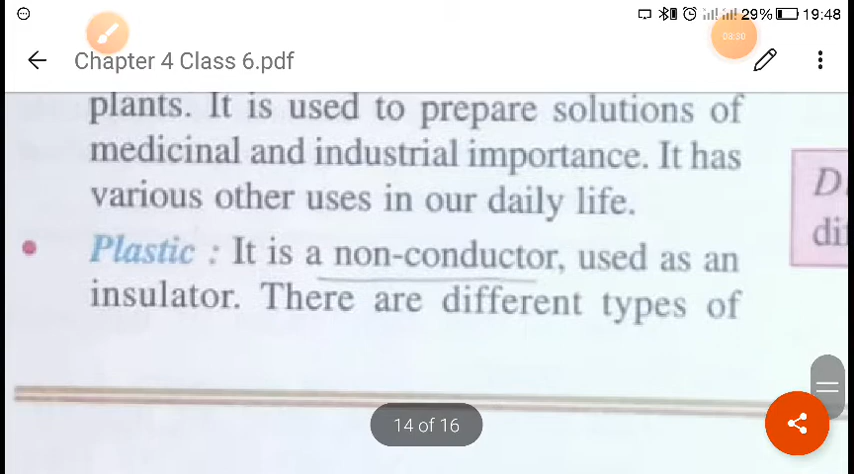 29% 19:48
03:30
Chapter 4 Class 6.pdf
plants. It is used to prepare solutions of
medicinal and industrial importance. It has
various other uses in our daily life.
• Plastic : It is a non-conductor, used as an
insulator. There are different types of
14 of 16